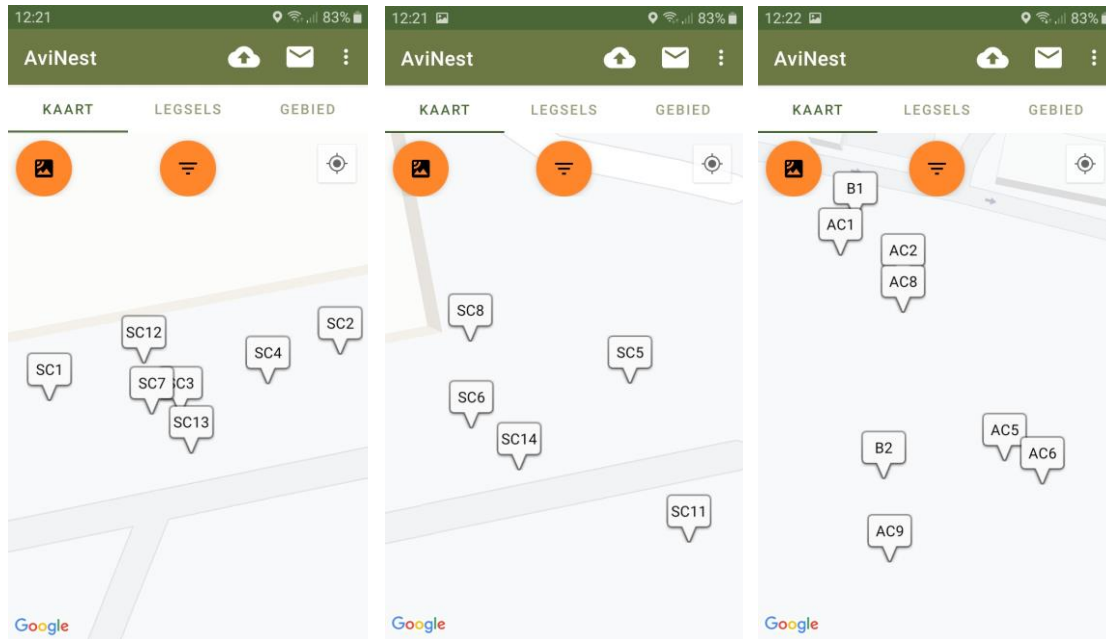 12:21 83%
AviNest
KAART LEGSELS GEBIED
SC2
SC12
SC4
SC1
SC7 SC3
SC13
Google
12:21 83%
AviNest
KAART LEGSELS GEBIED
SC8
SC5
SC6
SC14
SC11
Google
12:22 83%
AviNest
KAART LEGSELS GEBIED
B1
AC1
AC2
AC8
AC5
B2
AC6
AC9
Google